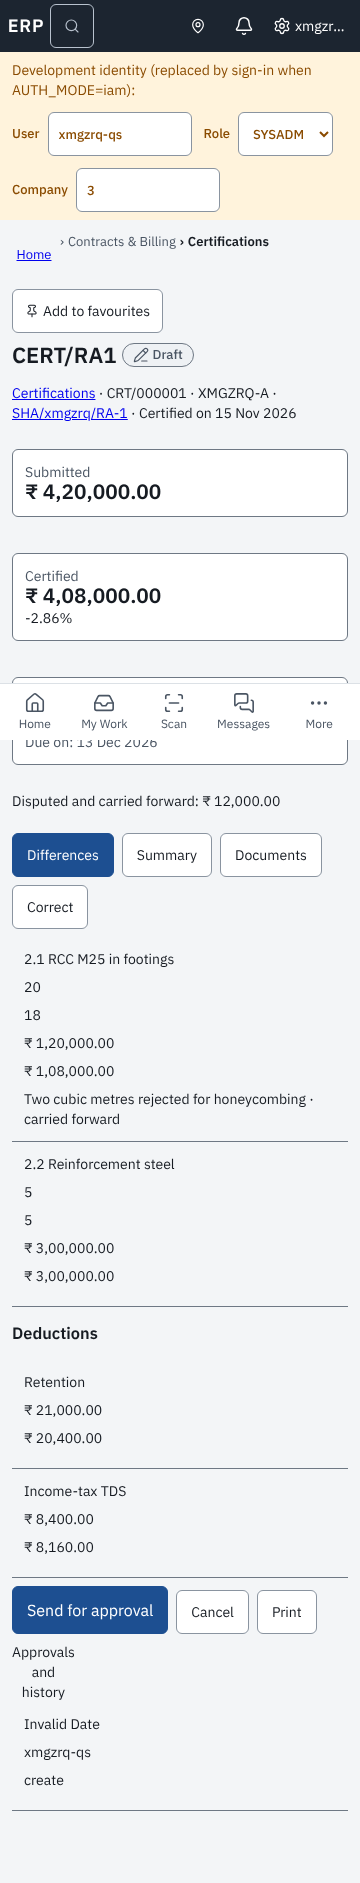 ERP
xmgzr...
Development identity (replaced by sign-in when
AUTH_MODE=iam):
User xmgzrq-qs Role SYSADM
Company 3
Home › Contracts & Billing › Certifications
Add to favourites
CERT/RA1 Draft
Certifications · CRT/000001 · XMGZRQ-A ·
SHA/xmgzrq/RA-1 · Certified on 15 Nov 2026
Submitted
₹ 4,20,000.00
Certified
₹ 4,08,000.00
-2.86%
Home My Work Scan Messages More
Due on: 13 Dec 2026
Disputed and carried forward: ₹ 12,000.00
Differences Summary Documents
Correct
2.1 RCC M25 in footings
20
18
₹ 1,20,000.00
₹ 1,08,000.00
Two cubic metres rejected for honeycombing ·
carried forward
2.2 Reinforcement steel
5
5
₹ 3,00,000.00
₹ 3,00,000.00
Deductions
Retention
₹ 21,000.00
₹ 20,400.00
Income-tax TDS
₹ 8,400.00
₹ 8,160.00
Send for approval Cancel Print
Approvals
and
history
Invalid Date
xmgzrq-qs
create